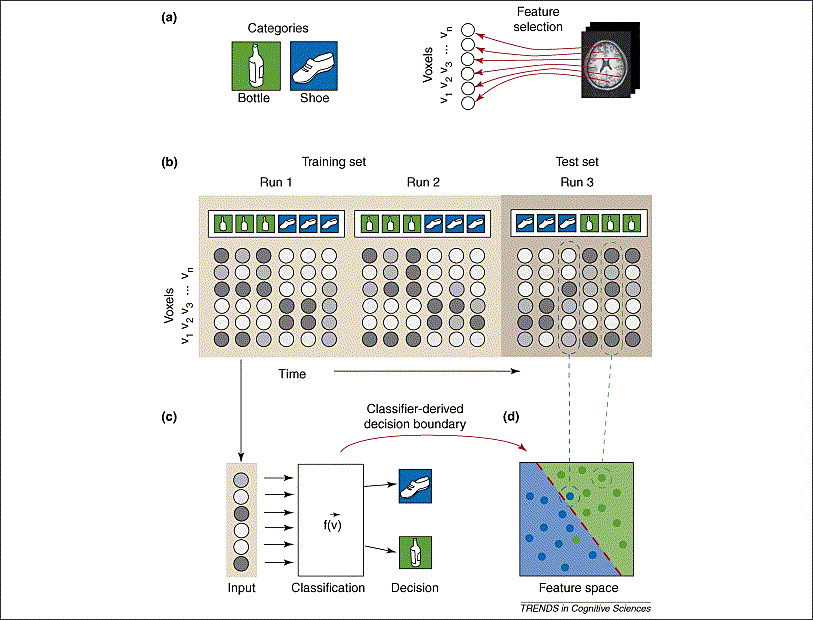 (a)
Categories
Bottle
Shoe
Feature
selection
Voxels
v1 v2 v3 ... vn
(b)
Training set
Test set
Run 1
Run 2
Run 3
Voxels
v1 v2 v3 ... vn
Time
(c)
Classifier-derived
decision boundary
(d)
f(v)
Input
Classification
Decision
Feature space
TRENDS in Cognitive Sciences